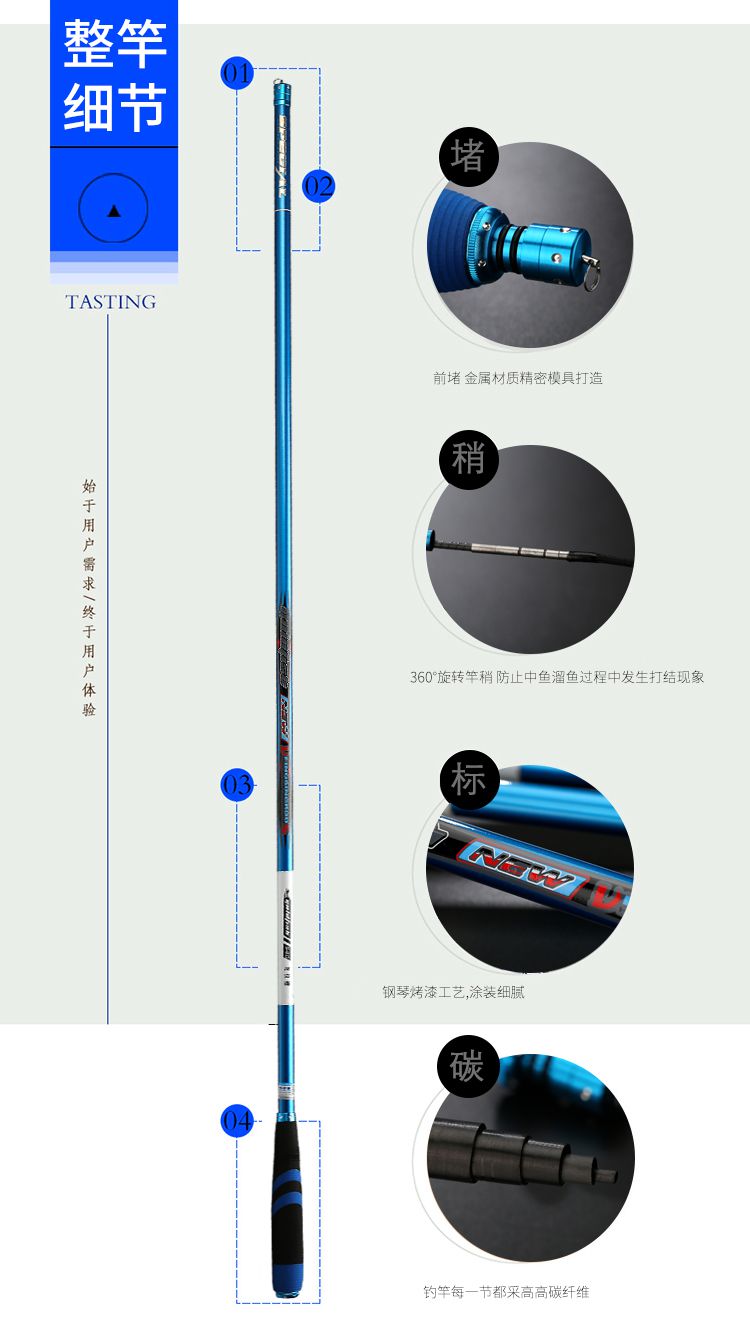 整竿
细节
TASTING
始于用户需求/终于用户体验
01
02
03
04
堵
前堵 金属材质精密模具打造
稍
360°旋转竿稍 防止中鱼溜鱼过程中发生打结现象
标
NEW
钢琴烤漆工艺,涂装细腻
碳
钓竿每一节都采高高碳纤维